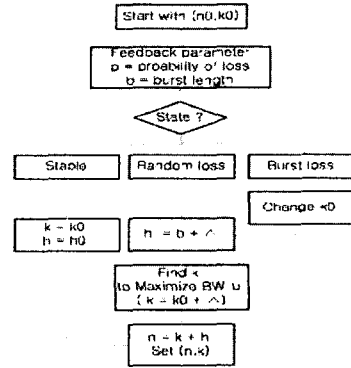 Start with (n0,k0)
Feedback parameter
p = proability of loss
b = burst length
State ?
Stable
Random loss
Burst loss
Change k0
k = k0
h = h0
h = b + ^
Find k
to Maximize BW u
( k = k0 + ^)
n = k + h
Set (n,k)